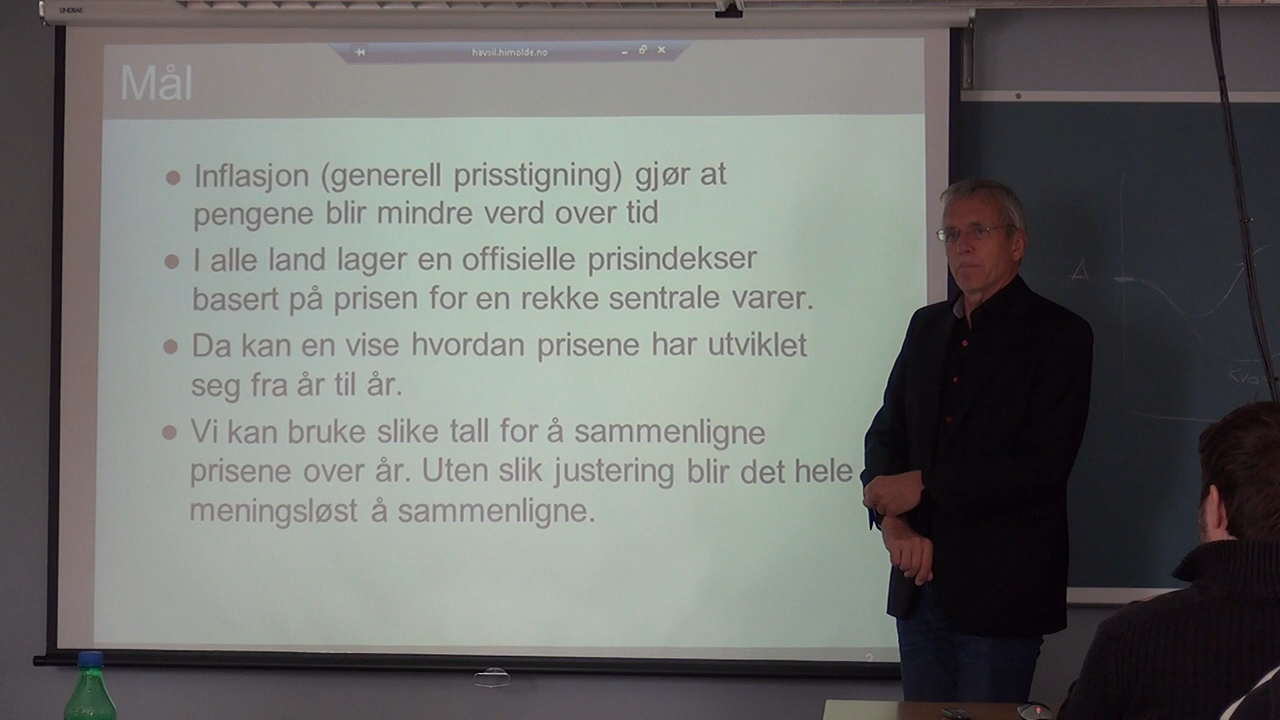 havsil.himolde.no
Mål
Inflasjon (generell prisstigning) gjør at
pengene blir mindre verd over tid
I alle land lager en offisielle prisindekser
basert på prisen for en rekke sentrale varer.
Da kan en vise hvordan prisene har utviklet
seg fra år til år.
Vi kan bruke slike tall for å sammenligne
prisene over år. Uten slik justering blir det hele
meningsløst å sammenligne.
A